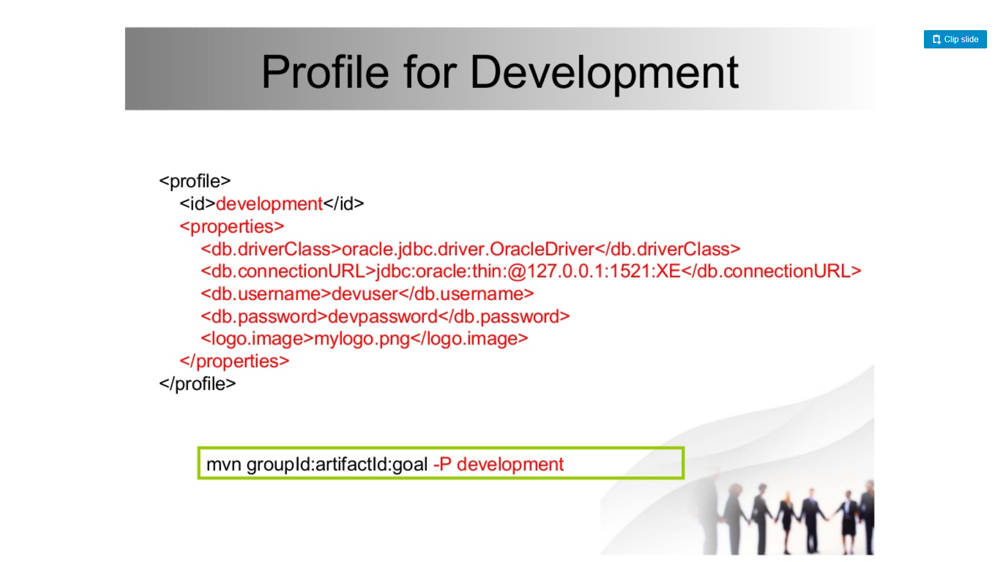 Clip slide
Profile for Development
<profile>
<id>development</id>
<properties>
<db.driverClass>oracle.jdbc.driver.OracleDriver</db.driverClass>
<db.connectionURL>jdbc:oracle:thin:@127.0.0.1:1521:XE</db.connectionURL>
<db.username>devuser</db.username>
<db.password>devpassword</db.password>
<logo.image>mylogo.png</logo.image>
</properties>
</profile>
mvn groupId:artifactId:goal -P development